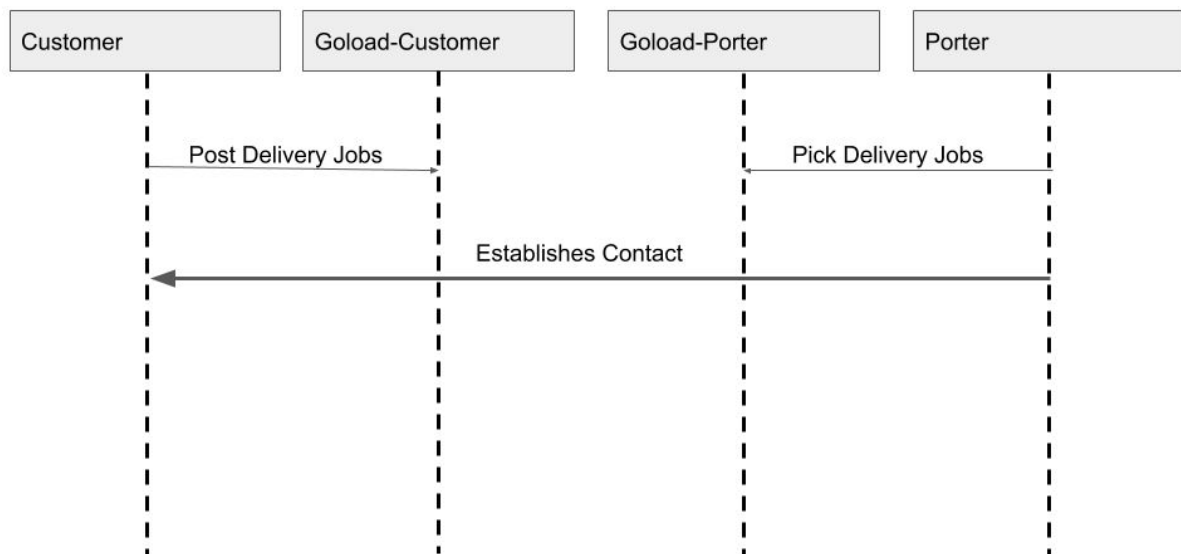 Customer
Goload-Customer
Goload-Porter
Porter
Post Delivery Jobs
Pick Delivery Jobs
Establishes Contact